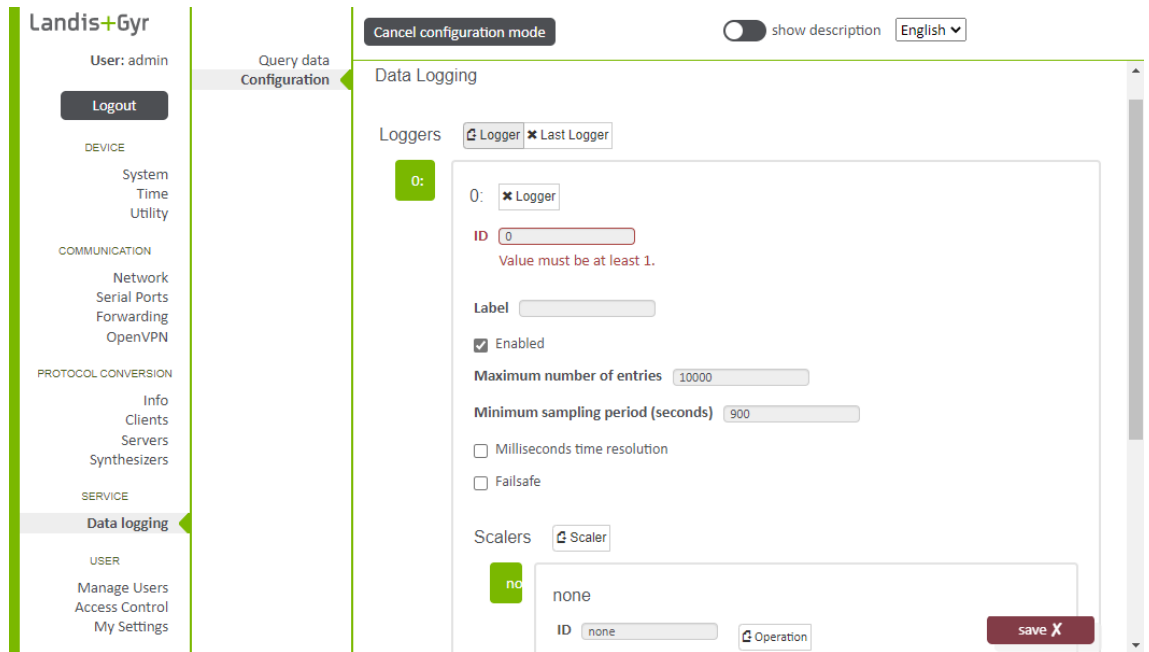 Landis+Gyr
User: admin
Logout
DEVICE
System
Time
Utility
COMMUNICATION
Network
Serial Ports
Forwarding
OpenVPN
PROTOCOL CONVERSION
Info
Clients
Servers
Synthesizers
SERVICE
Data logging
USER
Manage Users
Access Control
My Settings
Query data
Configuration
Cancel configuration mode
show description English
Data Logging
Loggers Logger Last Logger
0:
0: Logger
ID 0
Value must be at least 1.
Label
Enabled
Maximum number of entries 10000
Minimum sampling period (seconds) 900
Milliseconds time resolution
Failsafe
Scalers Scaler
no
none
ID none Operation
save X